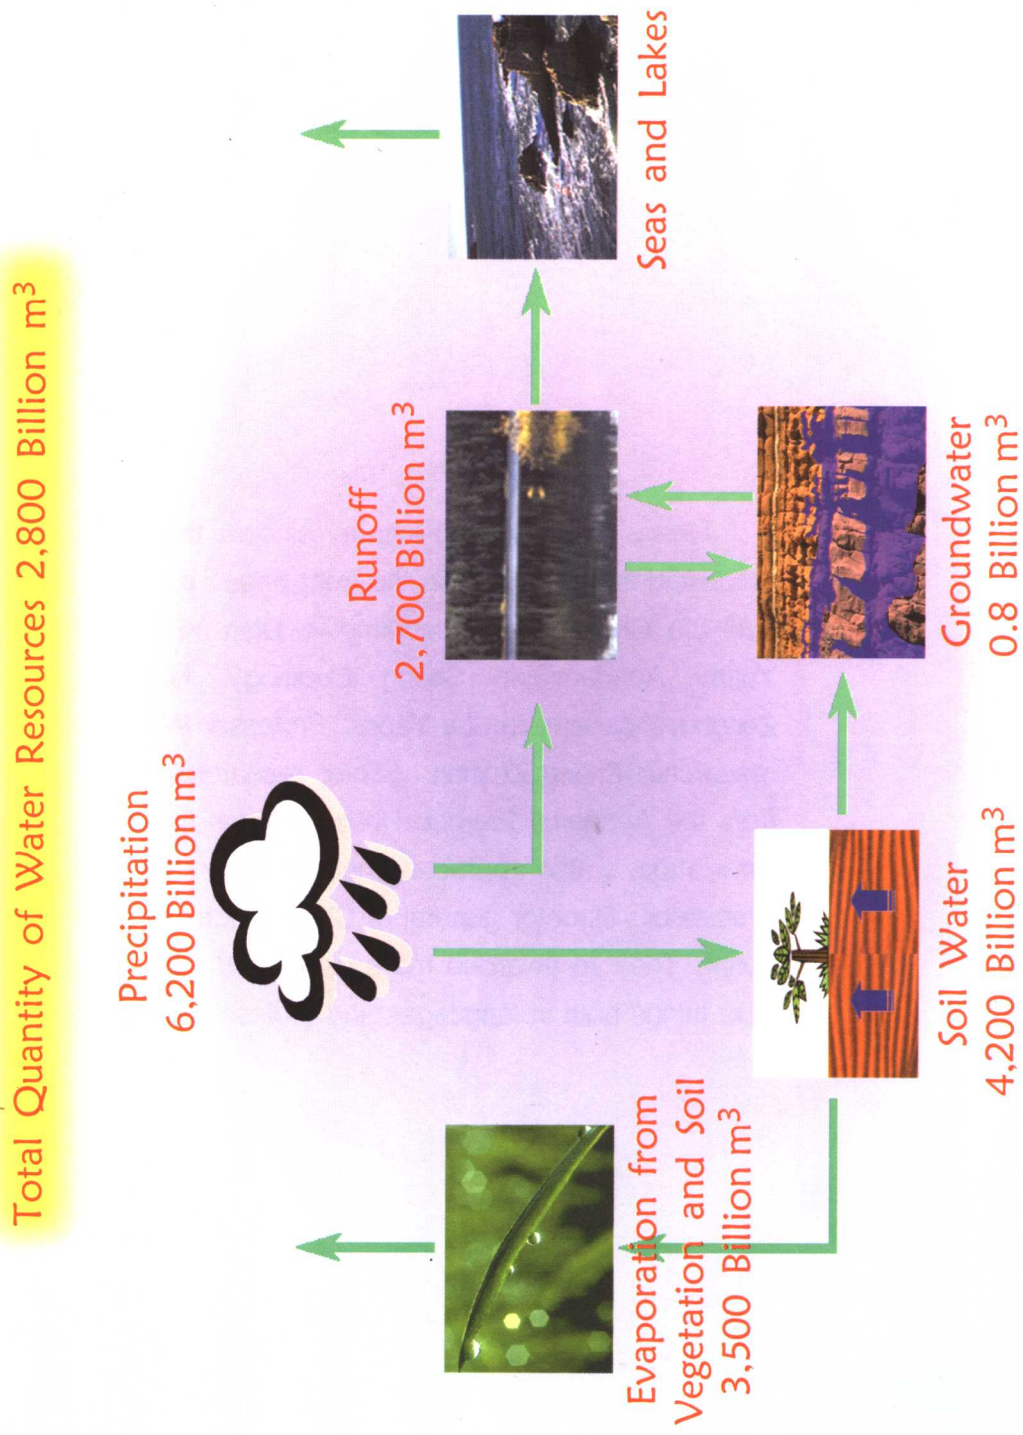 Total Quantity of Water Resources 2,800 Billion m³
Precipitation
6,200 Billion m³
Runoff
2,700 Billion m³
Seas and Lakes
Evaporation from
Vegetation and Soil
3,500 Billion m³
Soil Water
4,200 Billion m³
Groundwater
0.8 Billion m³